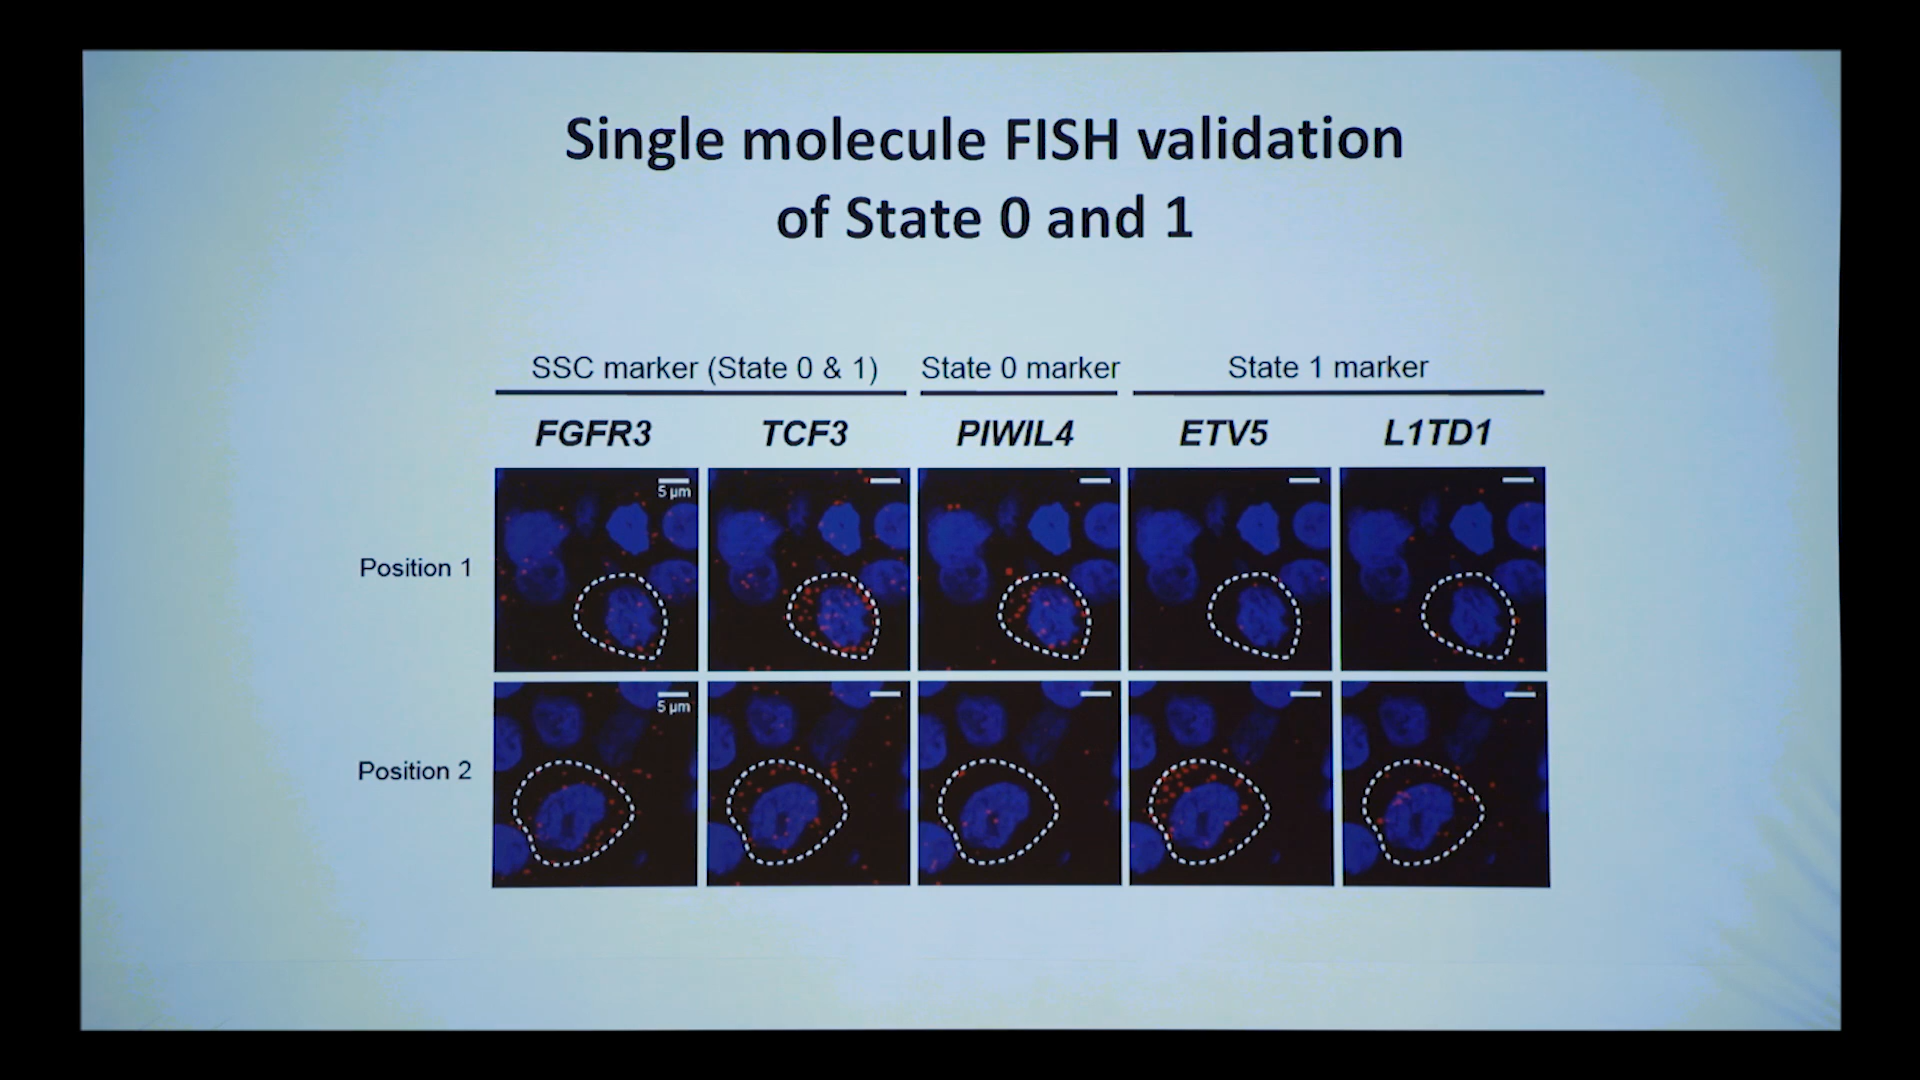 Single molecule FISH validation
of State 0 and 1
SSC marker (State 0 & 1)
State 0 marker
State 1 marker
FGFR3
TCF3
PIWIL4
ETV5
L1TD1
5 µm
Position 1
5 µm
Position 2